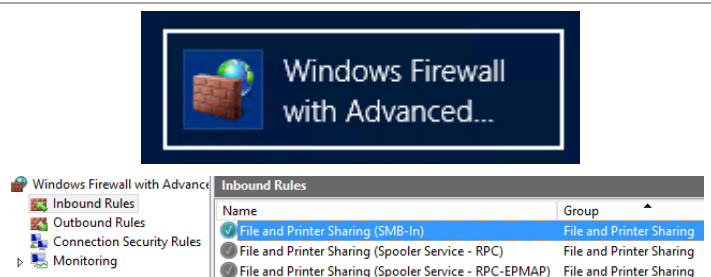 Windows Firewall
with Advanced...
Windows Firewall with Advance
Inbound Rules
Outbound Rules
Connection Security Rules
Monitoring
Inbound Rules
Name Group
File and Printer Sharing (SMB-In) File and Printer Sharing
File and Printer Sharing (Spooler Service - RPC) File and Printer Sharing
File and Printer Sharing (Spooler Service - RPC-EPMAP) File and Printer Sharing